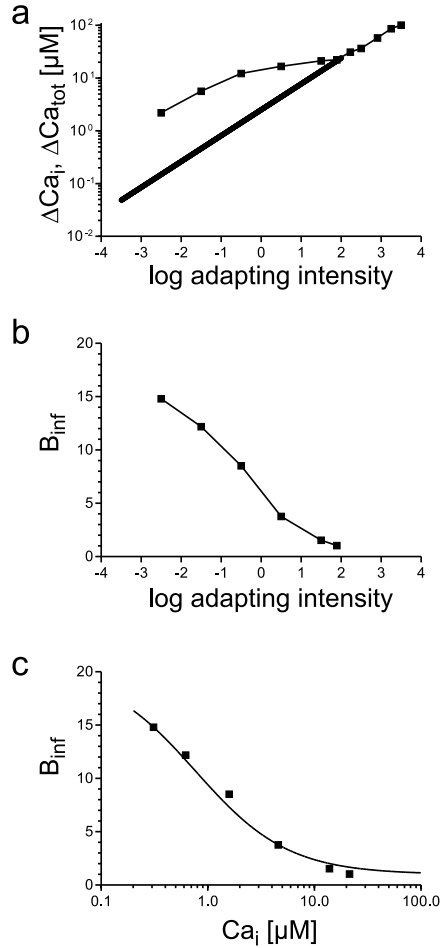 a
ΔCaᵢ, ΔCaₜₒₜ [µM]
10²
10¹
10⁰
10⁻¹
10⁻²
-4 -3 -2 -1 0 1 2 3 4
log adapting intensity
b
B_inf
20
15
10
5
0
-4 -3 -2 -1 0 1 2 3 4
log adapting intensity
c
B_inf
20
15
10
5
0
0.1 1.0 10.0 100.0
Caᵢ [µM]